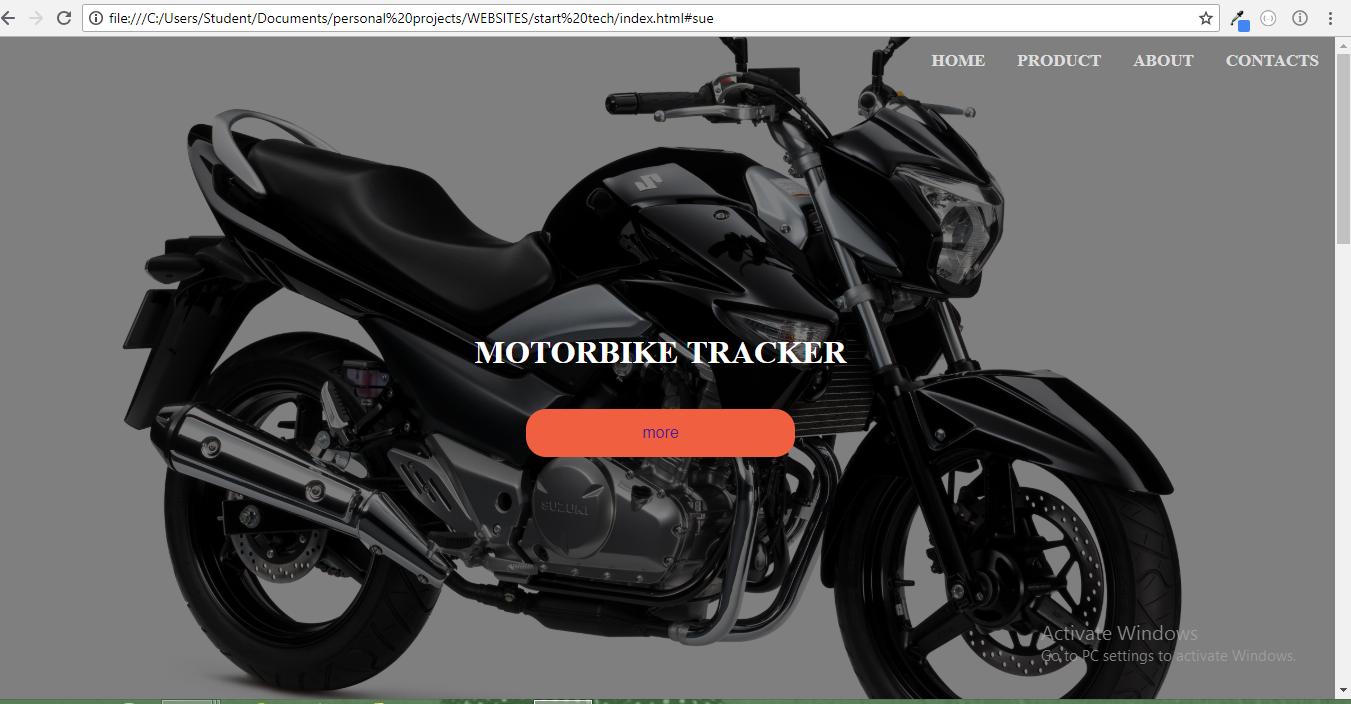 file:///C:/Users/Student/Documents/personal%20projects/WEBSITES/start%20tech/index.html#sue
HOME PRODUCT ABOUT CONTACTS
MOTORBIKE TRACKER
more
SUZUKI
Activate Windows
Go to PC settings to activate Windows.